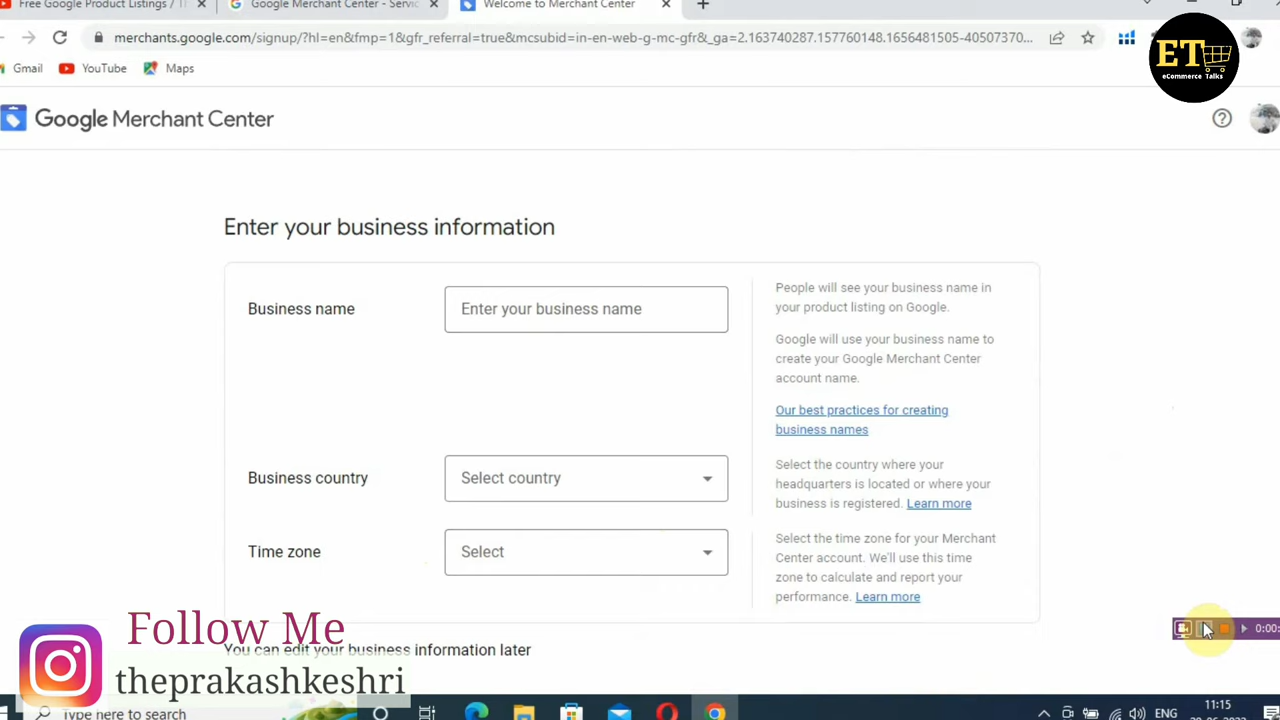 Free Google Product Listings / T
Google Merchant Center - Servic
Welcome to Merchant Center
merchants.google.com/signup/?hl=en&fmp=1&gfr_referral=true&mcsubid=in-en-web-g-mc-gfr&_ga=2.163740287.157760148.1656481505-40507370...
Gmail
YouTube
Maps
ET
eCommerce Talks
Google Merchant Center
Enter your business information
Business name
Enter your business name
People will see your business name in
your product listing on Google.
Google will use your business name to
create your Google Merchant Center
account name.
Our best practices for creating
business names
Business country
Select country
Select the country where your
headquarters is located or where your
business is registered. Learn more
Time zone
Select
Select the time zone for your Merchant
Center account. We'll use this time
zone to calculate and report your
performance. Learn more
0:00:
You can edit your business information later
Follow Me
theprakashkeshri
Type here to search
ENG
11:15